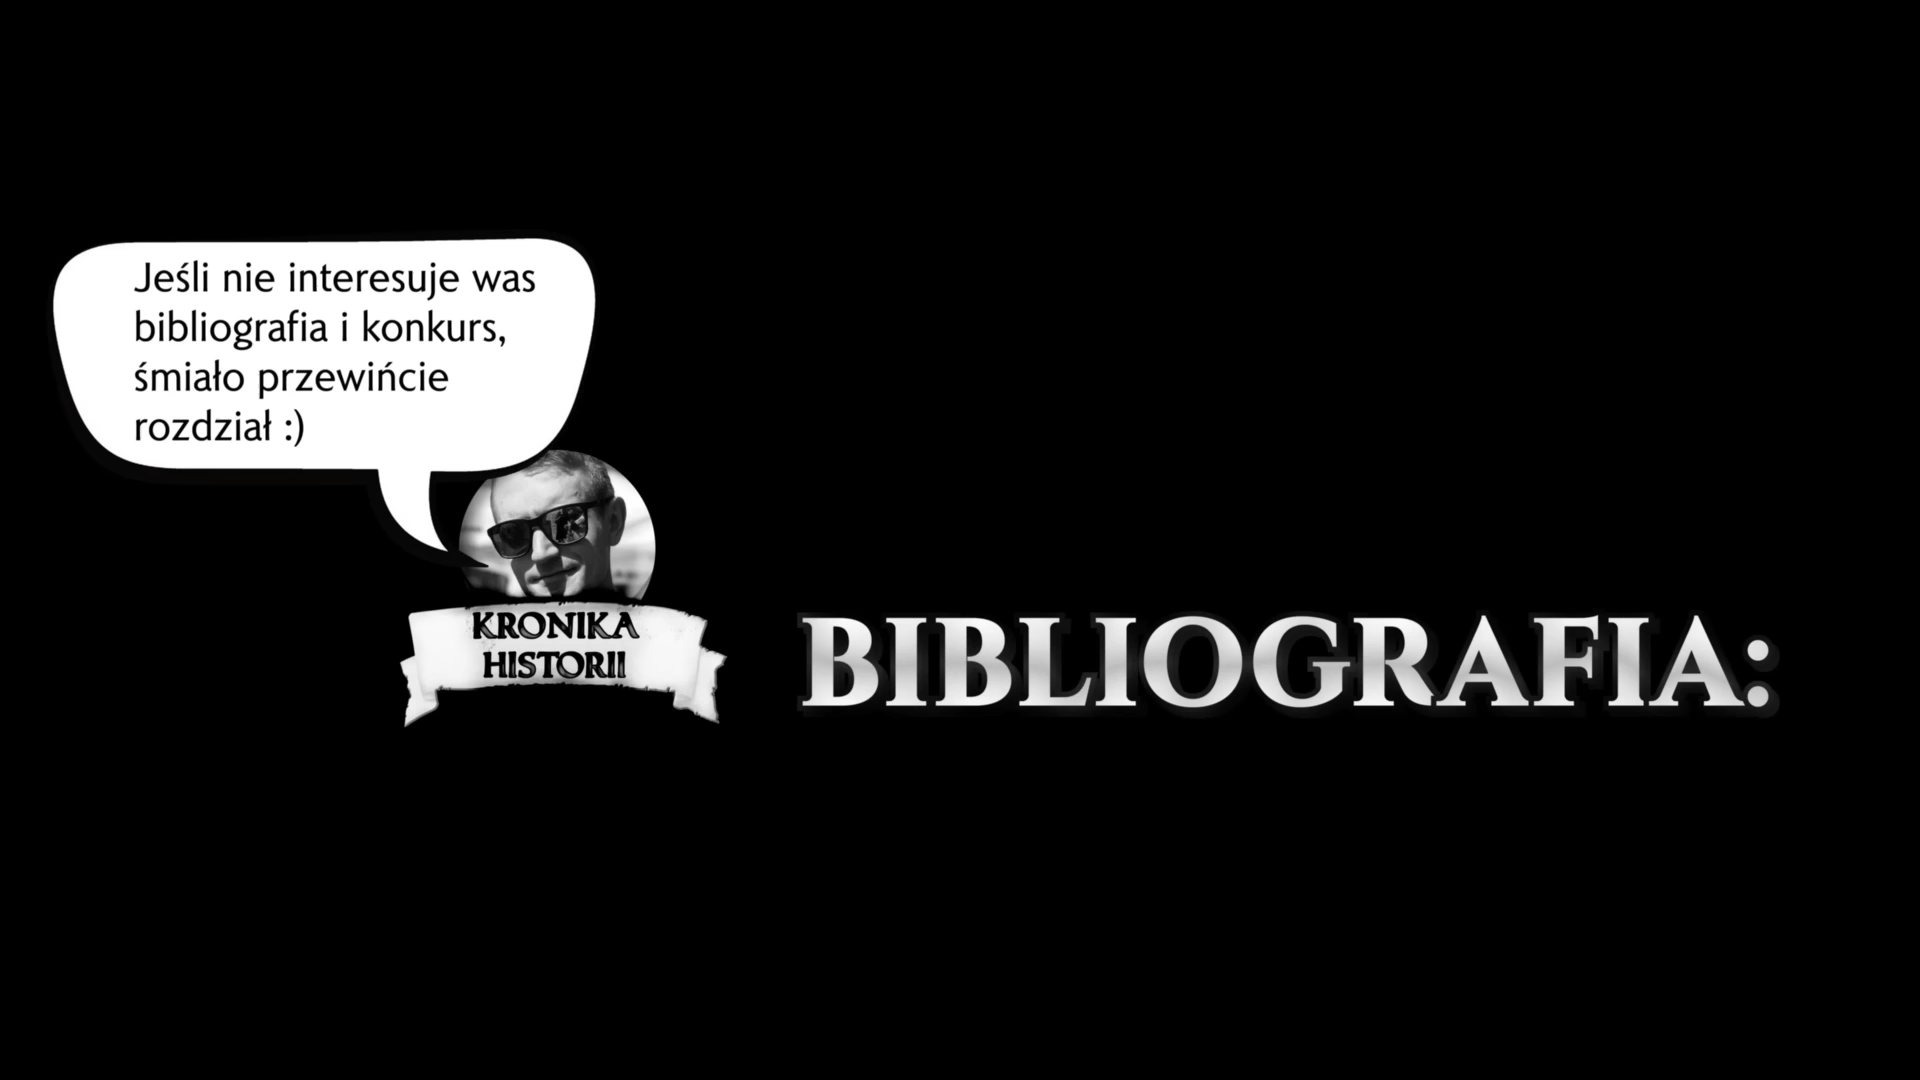 Jeśli nie interesuje was
bibliografia i konkurs,
śmiało przewińcie
rozdział :)
KRONIKA
HISTORII
BIBLIOGRAFIA: